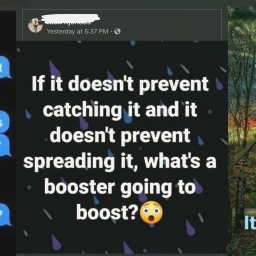 Yesterday at 5:37 PM ·
If it doesn't prevent
catching it and it
doesn't prevent
spreading it, what's a
booster going to
boost?😲
t
s
?
?
It